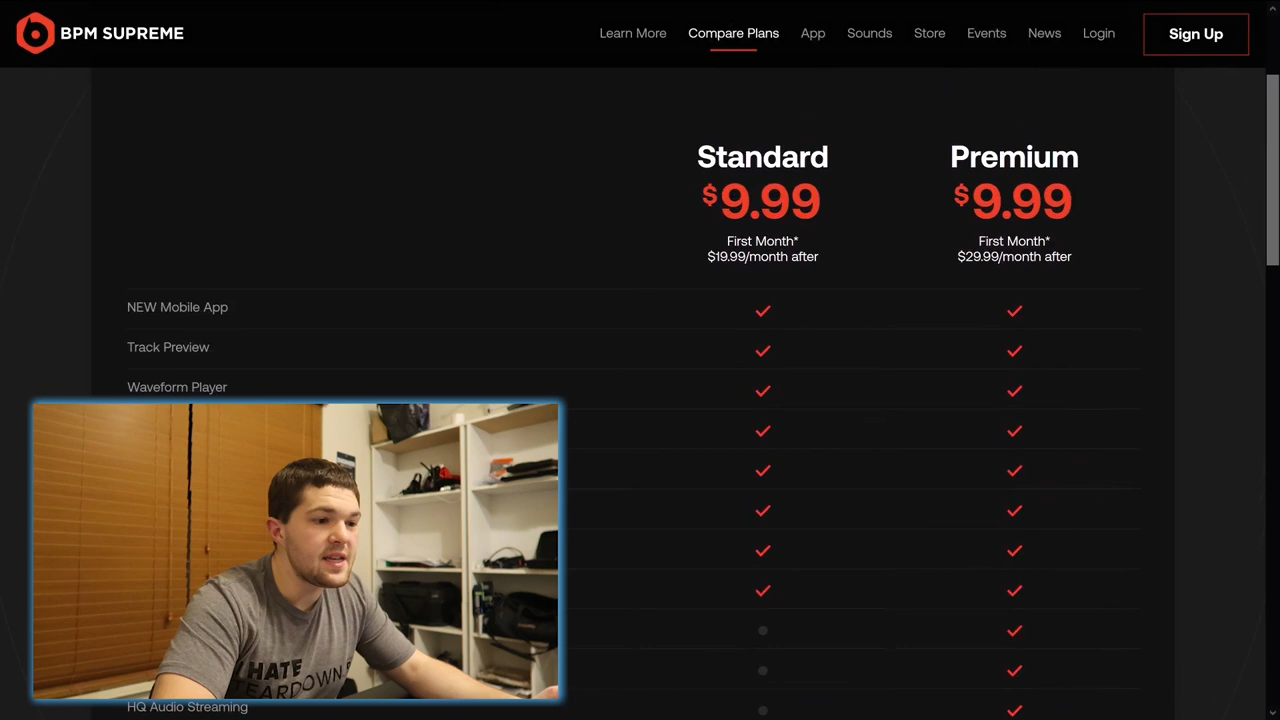 BPM SUPREME
Learn More
Compare Plans
App
Sounds
Store
Events
News
Login
Sign Up
Standard
Premium
$9.99
$9.99
First Month*
First Month*
$19.99/month after
$29.99/month after
NEW Mobile App
Track Preview
Waveform Player
I HATE
TEARDOWN
HQ Audio Streaming